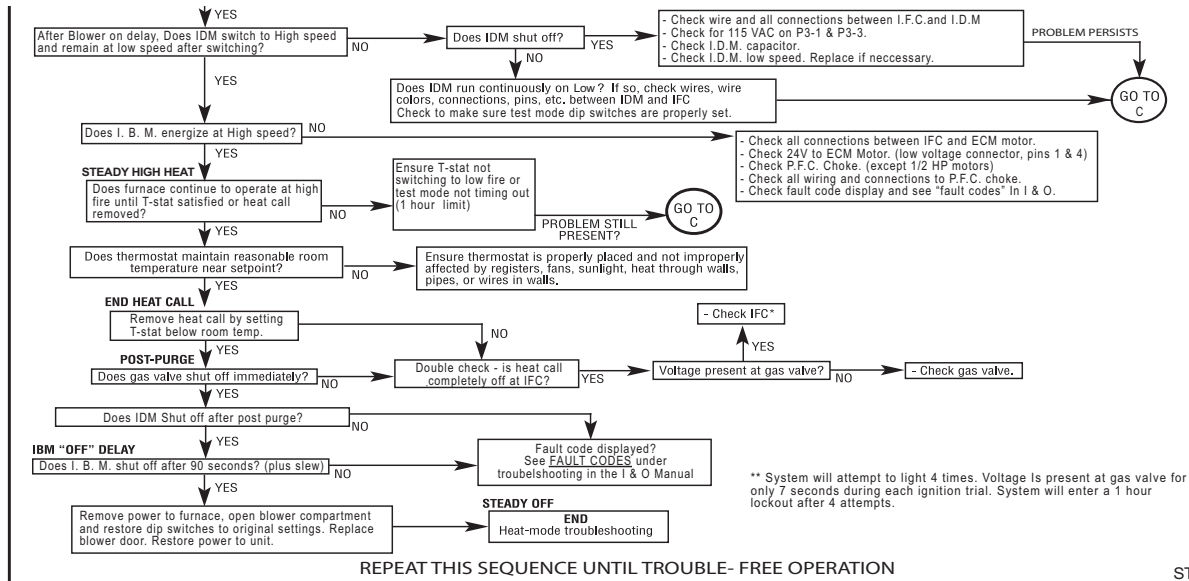 YES
After Blower on delay, Does IDM switch to High speed
and remain at low speed after switching?
NO
Does IDM shut off?
YES
- Check wire and all connections between I.F.C.and I.D.M
- Check for 115 VAC on P3-1 & P3-3.
- Check I.D.M. capacitor.
- Check I.D.M. low speed. Replace if neccessary.
PROBLEM PERSISTS
NO
YES
Does IDM run continuously on Low? If so, check wires, wire
colors, connections, pins, etc. between IDM and IFC
Check to make sure test mode dip switches are properly set.
GO TO
C
Does I. B. M. energize at High speed?
NO
- Check all connections between IFC and ECM motor.
- Check 24V to ECM Motor. (low voltage connector, pins 1 & 4)
- Check P.F.C. Choke. (except 1/2 HP motors)
- Check all wiring and connections to P.F.C. choke.
- Check fault code display and see "fault codes" In I & O.
YES
STEADY HIGH HEAT
Does furnace continue to operate at high
fire until T-stat satisfied or heat call
removed?
NO
Ensure T-stat not
switching to low fire or
test mode not timing out
(1 hour limit)
PROBLEM STILL
PRESENT?
GO TO
C
YES
Does thermostat maintain reasonable room
temperature near setpoint?
NO
Ensure thermostat is properly placed and not improperly
affected by registers, fans, sunlight, heat through walls,
pipes, or wires in walls.
YES
END HEAT CALL
Remove heat call by setting
T-stat below room temp.
NO
- Check IFC*
YES
YES
POST-PURGE
Does gas valve shut off immediately?
NO
Double check - is heat call
completely off at IFC?
YES
Voltage present at gas valve?
NO
- Check gas valve.
YES
Does IDM Shut off after post purge?
NO
YES
IBM "OFF" DELAY
Does I. B. M. shut off after 90 seconds? (plus slew)
NO
Fault code displayed?
See FAULT CODES under
troubelshooting in the I & O Manual
** System will attempt to light 4 times. Voltage Is present at gas valve for
only 7 seconds during each ignition trial. System will enter a 1 hour
lockout after 4 attempts.
YES
Remove power to furnace, open blower compartment
and restore dip switches to original settings. Replace
blower door. Restore power to unit.
STEADY OFF
END
Heat-mode troubleshooting
REPEAT THIS SEQUENCE UNTIL TROUBLE- FREE OPERATION
ST